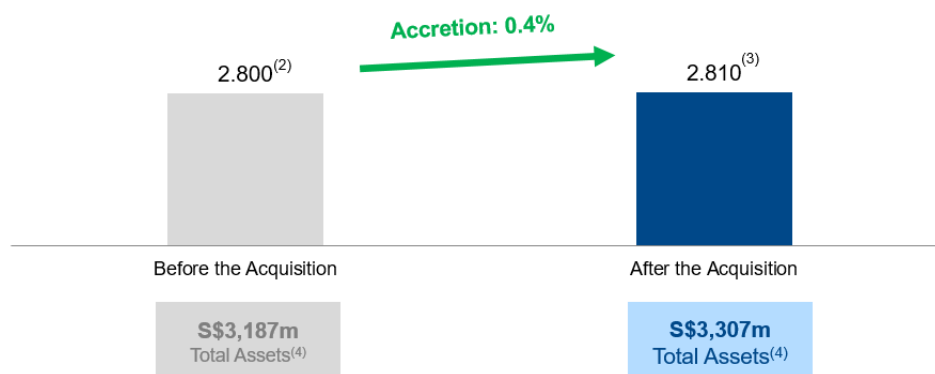 Accretion: 0.4%
2.800(2)
2.810(3)
Before the Acquisition
After the Acquisition
S$3,187m
Total Assets(4)
S$3,307m
Total Assets(4)